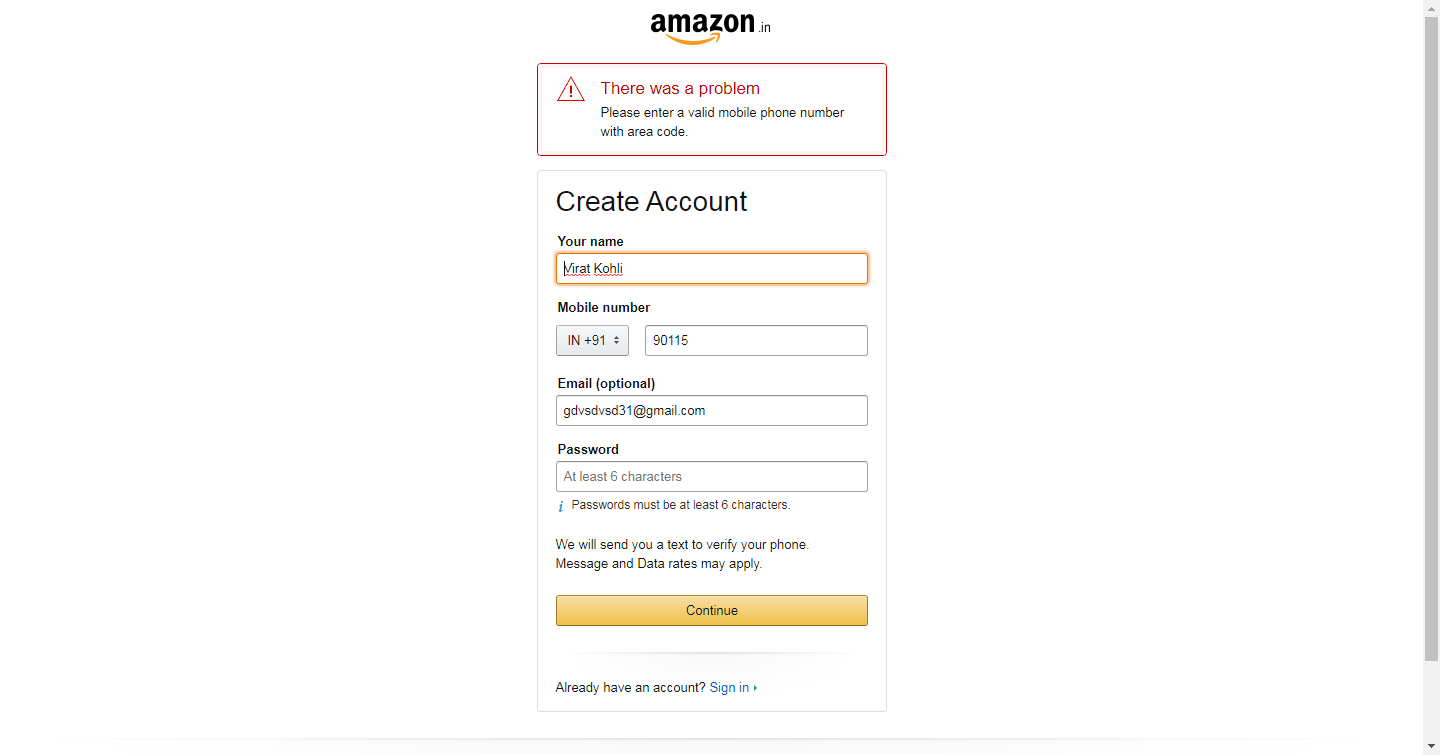 amazon.in
There was a problem
Please enter a valid mobile phone number
with area code.
Create Account
Your name
Virat Kohli
Mobile number
IN +91 90115
Email (optional)
gdvsdvsd31@gmail.com
Password
At least 6 characters
i Passwords must be at least 6 characters.
We will send you a text to verify your phone.
Message and Data rates may apply.
Continue
Already have an account? Sign in